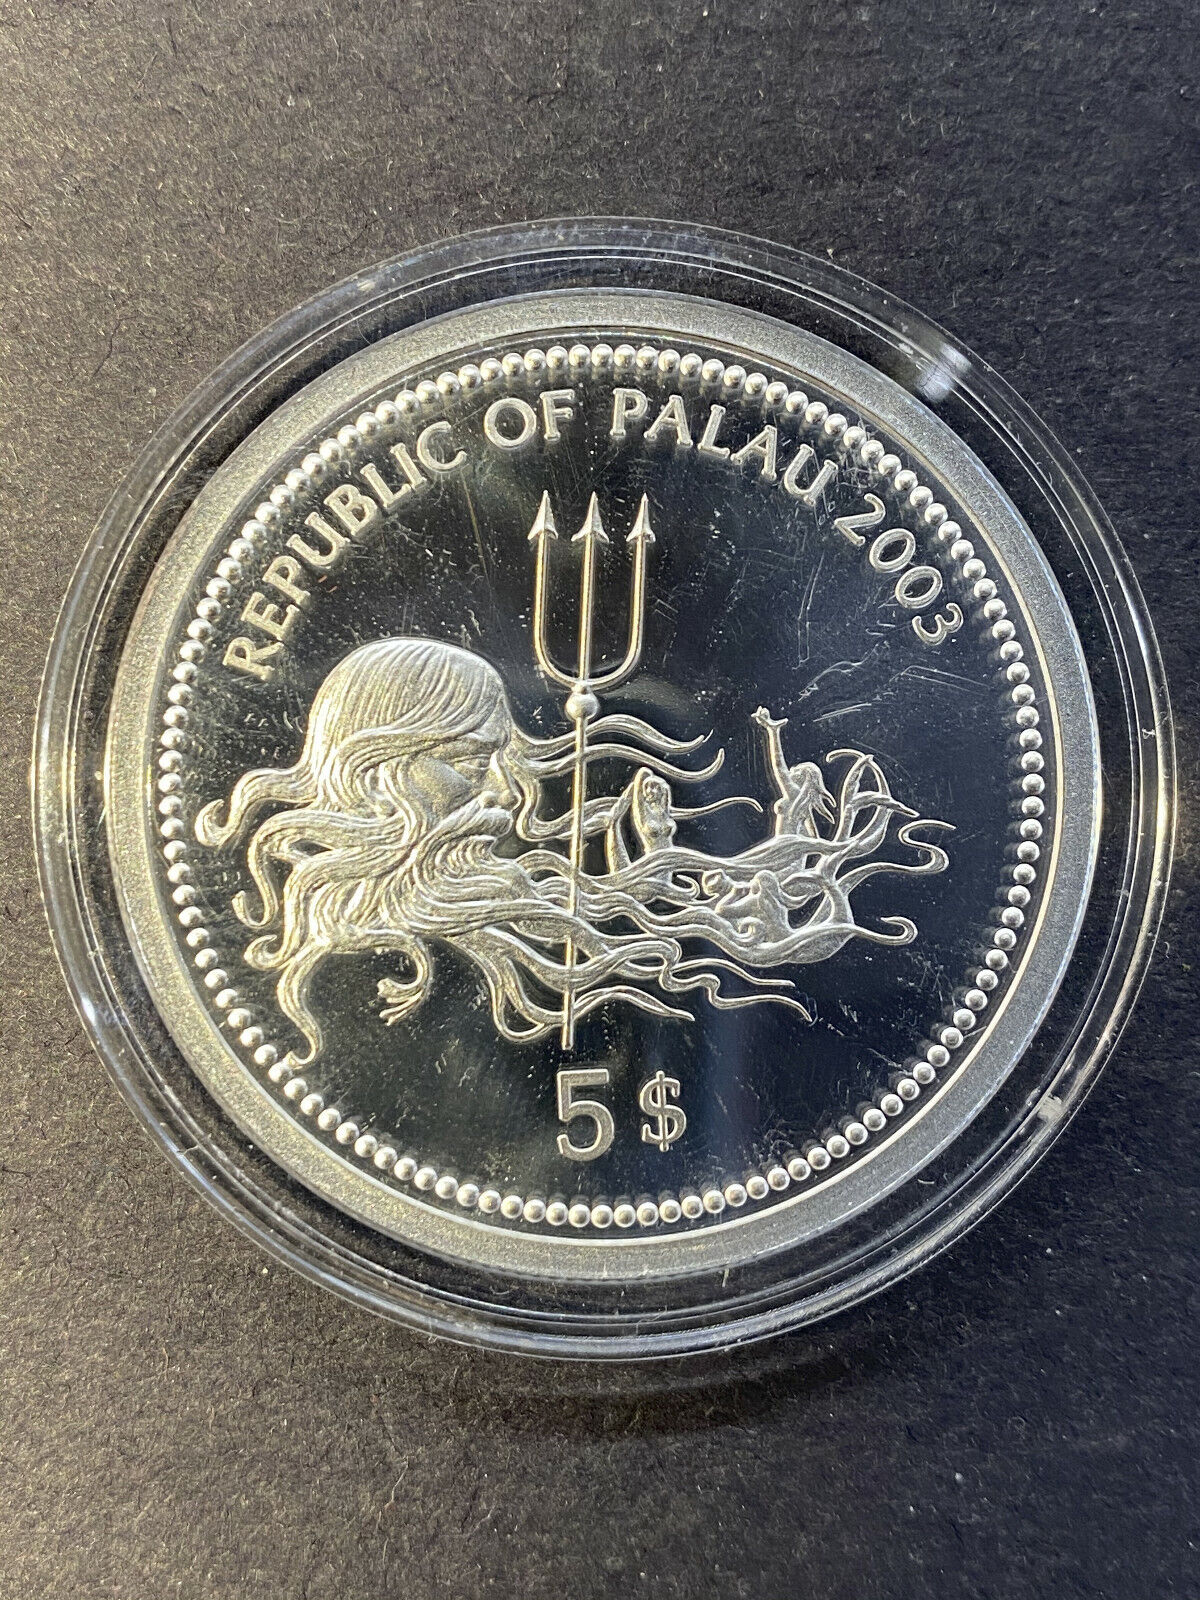 REPUBLIC OF PALAU 2003
5 $